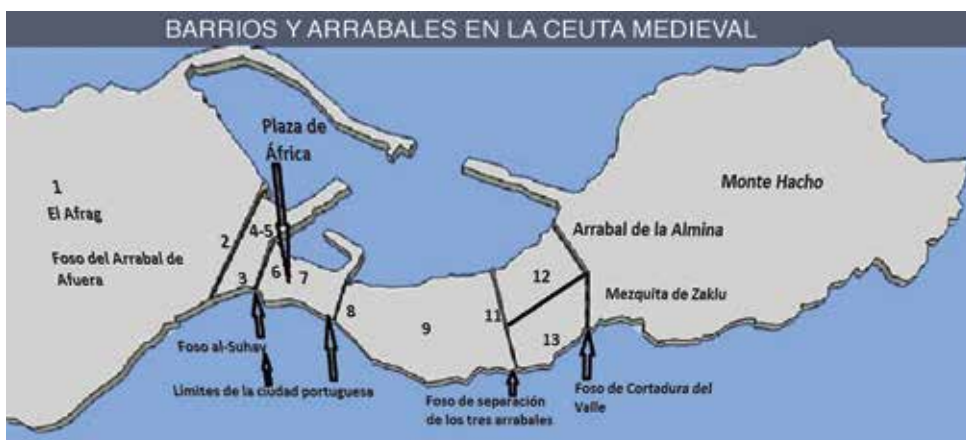 BARRIOS Y ARRABALES EN LA CEUTA MEDIEVAL
Plaza de
África
1
El Afrag
Foso del Arrabal de
Afuera
2
3
4-5
6
7
8
9
11
12
13
Monte Hacho
Arrabal de la Almina
Mezquita de Zaklu
Foso al-Suhav
Limites de la ciudad portuguesa
Foso de separación
de los tres arrabales
Foso de Cortadura del
Valle